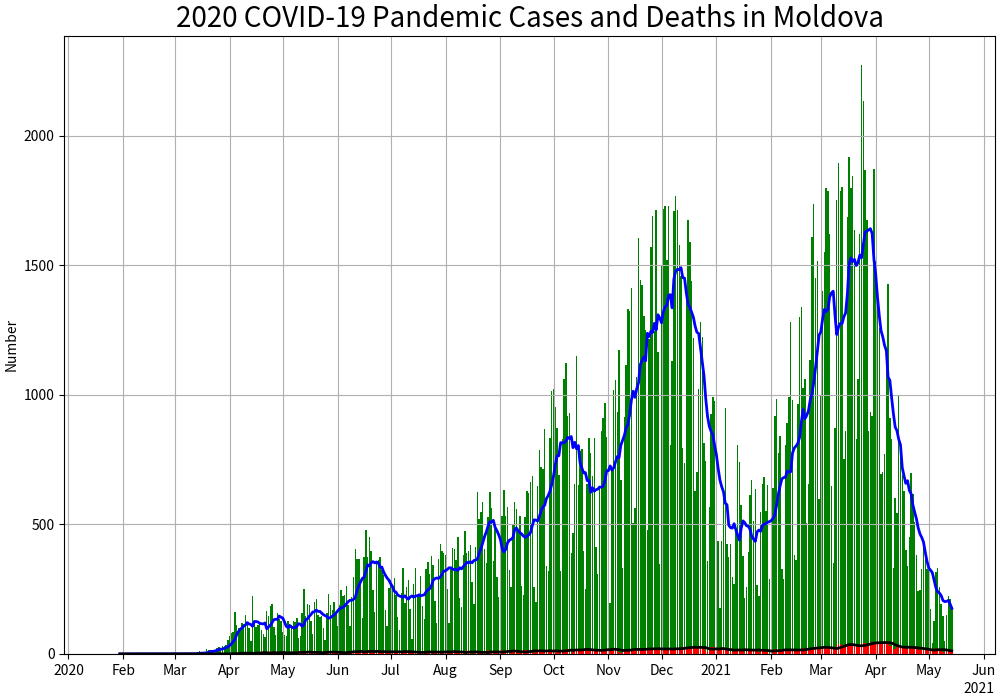 2020 COVID-19 Pandemic Cases and Deaths in Moldova
Number
2000
1500
1000
500
0
2020 Feb Mar Apr May Jun Jul Aug Sep Oct Nov Dec 2021 Feb Mar Apr May Jun
2021